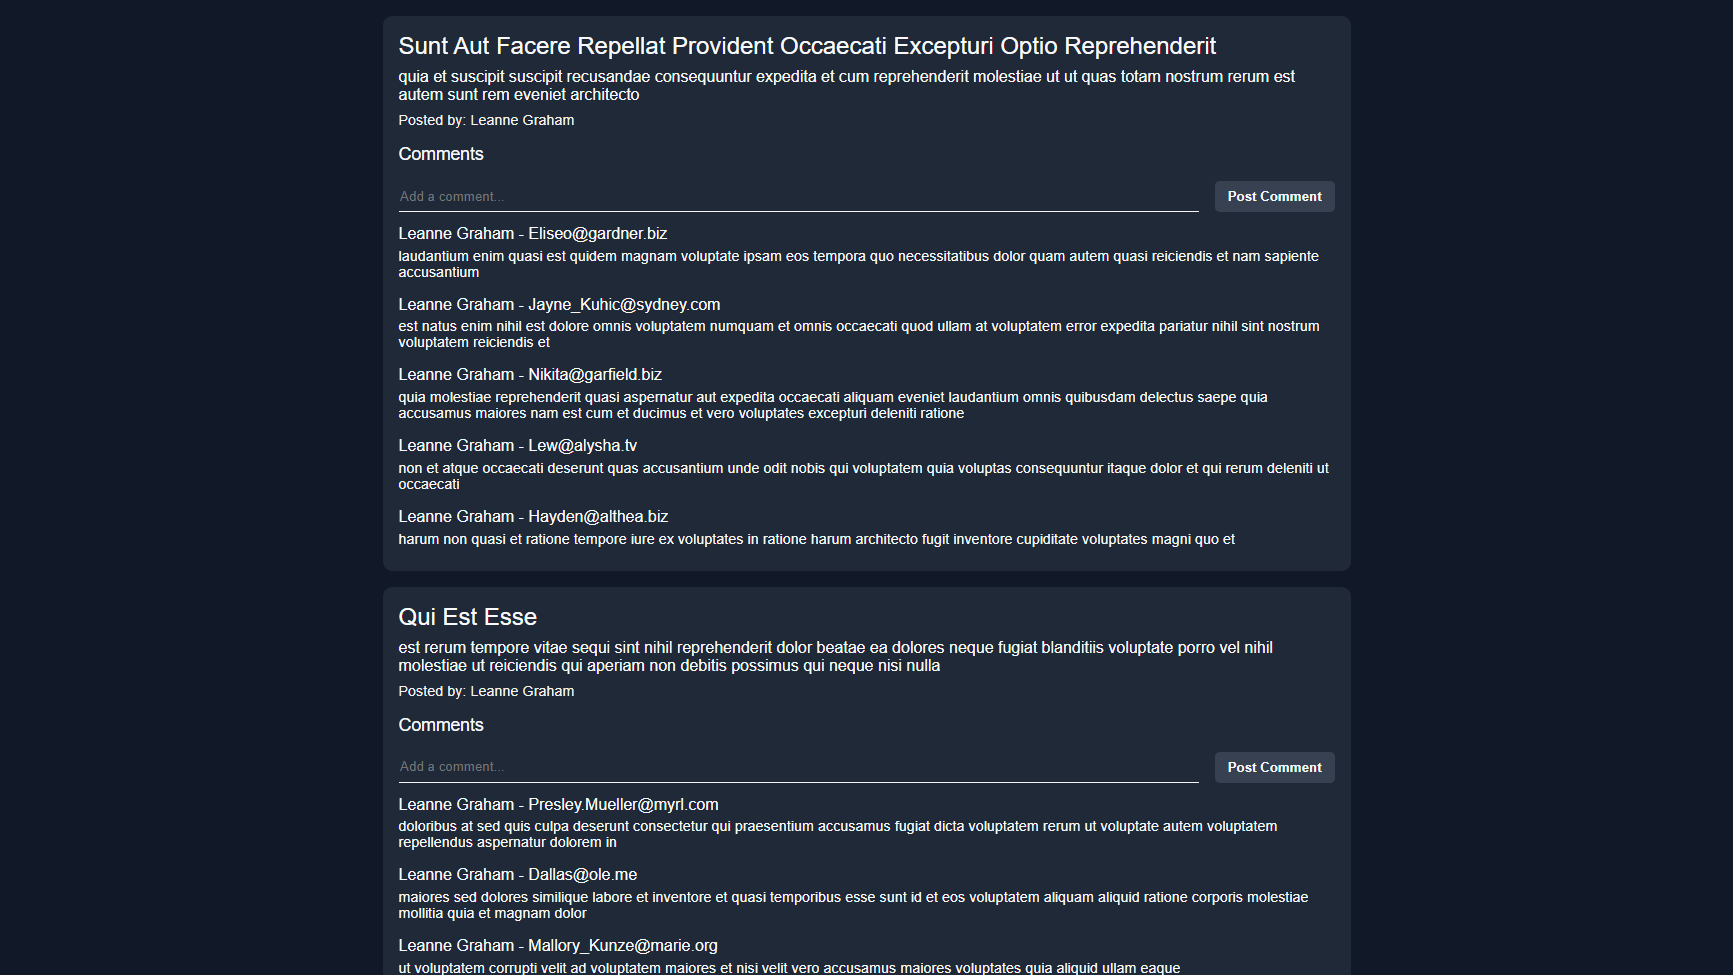 Sunt Aut Facere Repellat Provident Occaecati Excepturi Optio Reprehenderit
quia et suscipit suscipit recusandae consequuntur expedita et cum reprehenderit molestiae ut ut quas totam nostrum rerum est
autem sunt rem eveniet architecto
Posted by: Leanne Graham
Comments
Add a comment...
Post Comment
Leanne Graham - Eliseo@gardner.biz
laudantium enim quasi est quidem magnam voluptate ipsam eos tempora quo necessitatibus dolor quam autem quasi reiciendis et nam sapiente
accusantium
Leanne Graham - Jayne_Kuhic@sydney.com
est natus enim nihil est dolore omnis voluptatem numquam et omnis occaecati quod ullam at voluptatem error expedita pariatur nihil sint nostrum
voluptatem reiciendis et
Leanne Graham - Nikita@garfield.biz
quia molestiae reprehenderit quasi aspernatur aut expedita occaecati aliquam eveniet laudantium omnis quibusdam delectus saepe quia
accusamus maiores nam est cum et ducimus et vero voluptates excepturi deleniti ratione
Leanne Graham - Lew@alysha.tv
non et atque occaecati deserunt quas accusantium unde odit nobis qui voluptatem quia voluptas consequuntur itaque dolor et qui rerum deleniti ut
occaecati
Leanne Graham - Hayden@althea.biz
harum non quasi et ratione tempore iure ex voluptates in ratione harum architecto fugit inventore cupiditate voluptates magni quo et
Qui Est Esse
est rerum tempore vitae sequi sint nihil reprehenderit dolor beatae ea dolores neque fugiat blanditiis voluptate porro vel nihil
molestiae ut reiciendis qui aperiam non debitis possimus qui neque nisi nulla
Posted by: Leanne Graham
Comments
Add a comment...
Post Comment
Leanne Graham - Presley.Mueller@myrl.com
doloribus at sed quis culpa deserunt consectetur qui praesentium accusamus fugiat dicta voluptatem rerum ut voluptate autem voluptatem
repellendus aspernatur dolorem in
Leanne Graham - Dallas@ole.me
maiores sed dolores similique labore et inventore et quasi temporibus esse sunt id et eos voluptatem aliquam aliquid ratione corporis molestiae
mollitia quia et magnam dolor
Leanne Graham - Mallory_Kunze@marie.org
ut voluptatem corrupti velit ad voluptatem maiores et nisi velit vero accusamus maiores voluptates quia aliquid ullam eaque